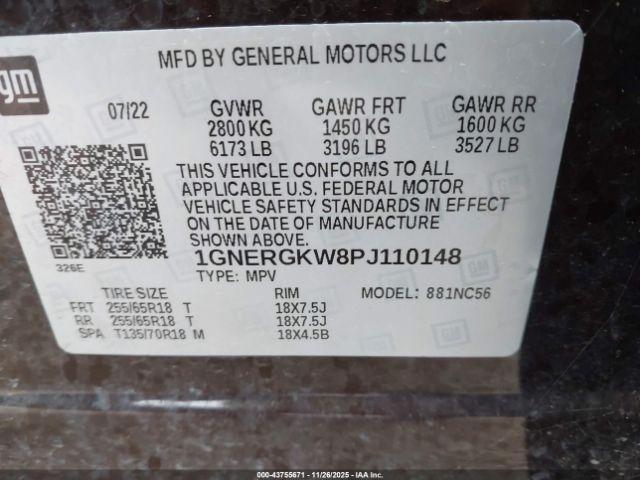 gm
MFD BY GENERAL MOTORS LLC
07/22 GVWR GAWR FRT GAWR RR
2800 KG 1450 KG 1600 KG
6173 LB 3196 LB 3527 LB
THIS VEHICLE CONFORMS TO ALL
APPLICABLE U.S. FEDERAL MOTOR
VEHICLE SAFETY STANDARDS IN EFFECT
ON THE DATE OF MANUFACTURE
SHOWN ABOVE.
326E 1GNERGKW8PJ110148
TYPE: MPV
TIRE SIZE RIM MODEL: 881NC56
FRT 255/65R18 T 18X7.5J
RR 255/65R18 T 18X7.5J
SPA T135/70R18 M 18X4.5B
000-43755671 - 11/26/2025 - IAA Inc.